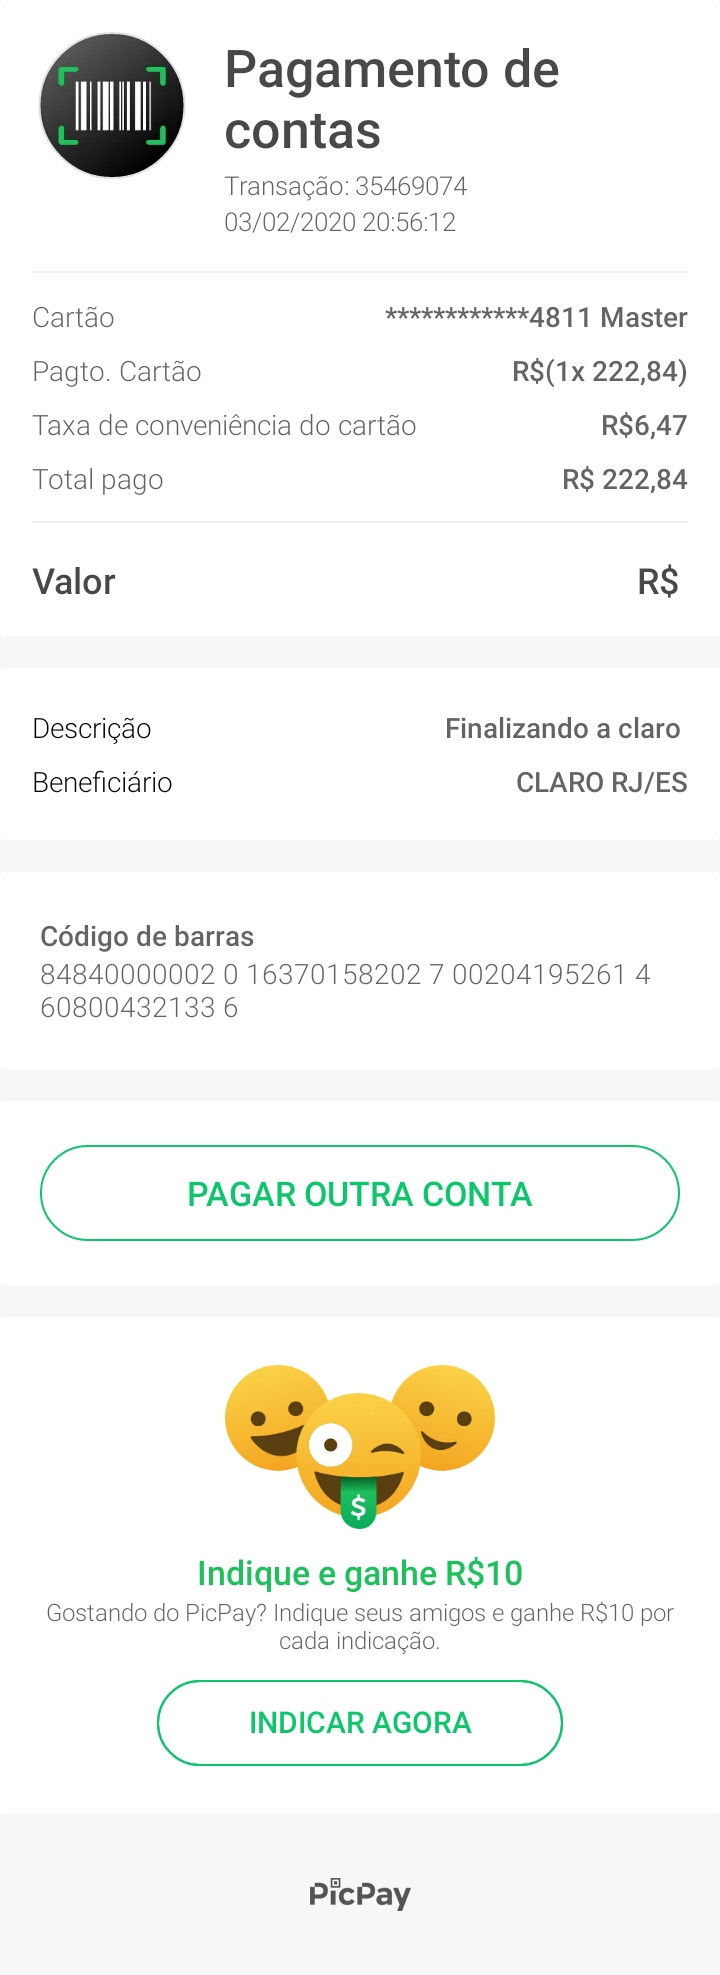 Pagamento de
contas
Transação: 35469074
03/02/2020 20:56:12
Cartão ************4811 Master
Pagto. Cartão R$(1x 222,84)
Taxa de conveniência do cartão R$6,47
Total pago R$ 222,84
Valor R$
Descrição Finalizando a claro
Beneficiário CLARO RJ/ES
Código de barras
84840000002 0 16370158202 7 00204195261 4
60800432133 6
PAGAR OUTRA CONTA
$
Indique e ganhe R$10
Gostando do PicPay? Indique seus amigos e ganhe R$10 por
cada indicação.
INDICAR AGORA
PicPay